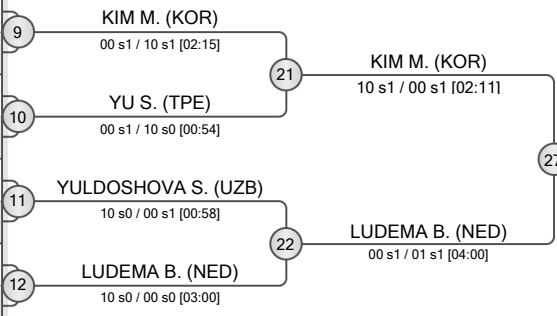 KIM M. (KOR)
9
00 s1 / 10 s1 [02:15]
21
KIM M. (KOR)
10 s1 / 00 s1 [02:11]
YU S. (TPE)
10
00 s1 / 10 s0 [00:54]
27
YULDOSHOVA S. (UZB)
11
10 s0 / 00 s1 [00:58]
22
LUDEMA B. (NED)
00 s1 / 01 s1 [04:00]
LUDEMA B. (NED)
12
10 s0 / 00 s0 [03:00]